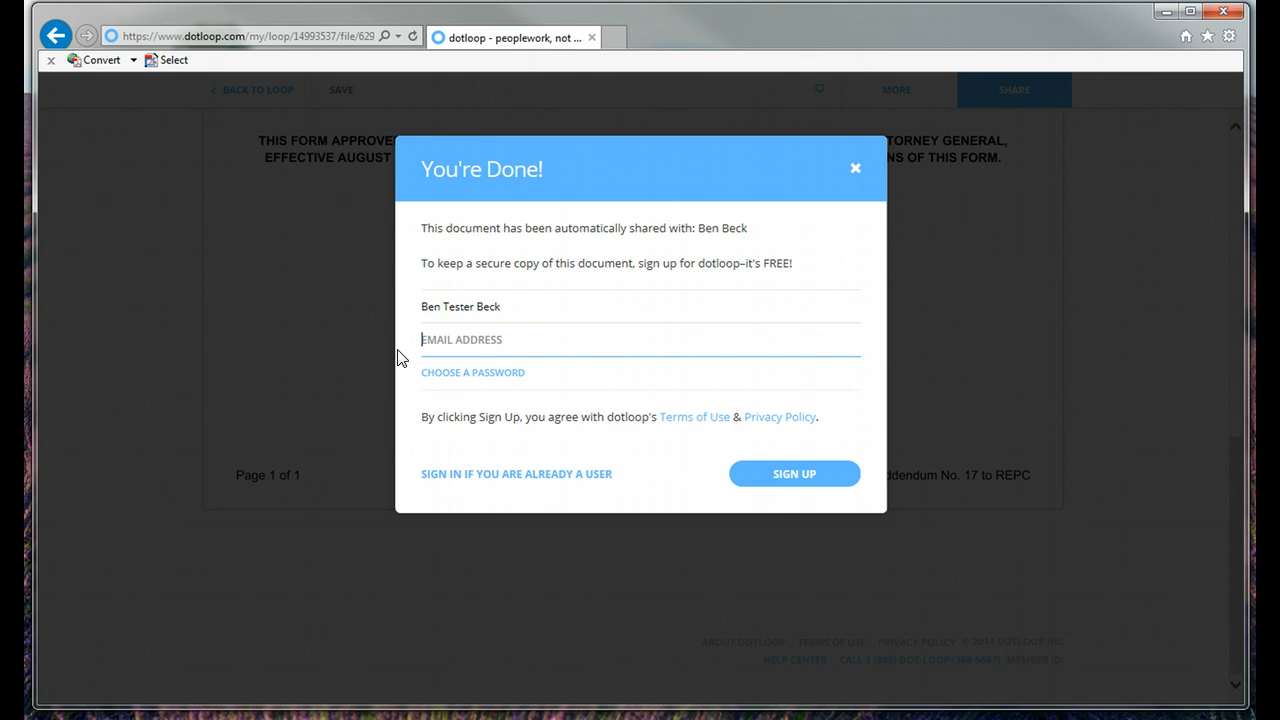 https://www.dotloop.com/my/loop/14993537/file/629
dotloop - peoplework, not ...
Convert
Select
BACK TO LOOP
SAVE
MORE
SHARE
THIS FORM APPROVE
TORNEY GENERAL,
EFFECTIVE AUGUST
NS OF THIS FORM.
You're Done!
This document has been automatically shared with: Ben Beck
To keep a secure copy of this document, sign up for dotloop–it's FREE!
Ben Tester Beck
EMAIL ADDRESS
CHOOSE A PASSWORD
By clicking Sign Up, you agree with dotloop's Terms of Use & Privacy Policy.
SIGN IN IF YOU ARE ALREADY A USER
SIGN UP
Page 1 of 1
ddendum No. 17 to REPC
ABOUT DOTLOOP TERMS OF USE PRIVACY POLICY © 2014 DOTLOOP INC
HELP CENTER CALL 1 (888) DOT-LOOP (368-5667) MEMBER ID: